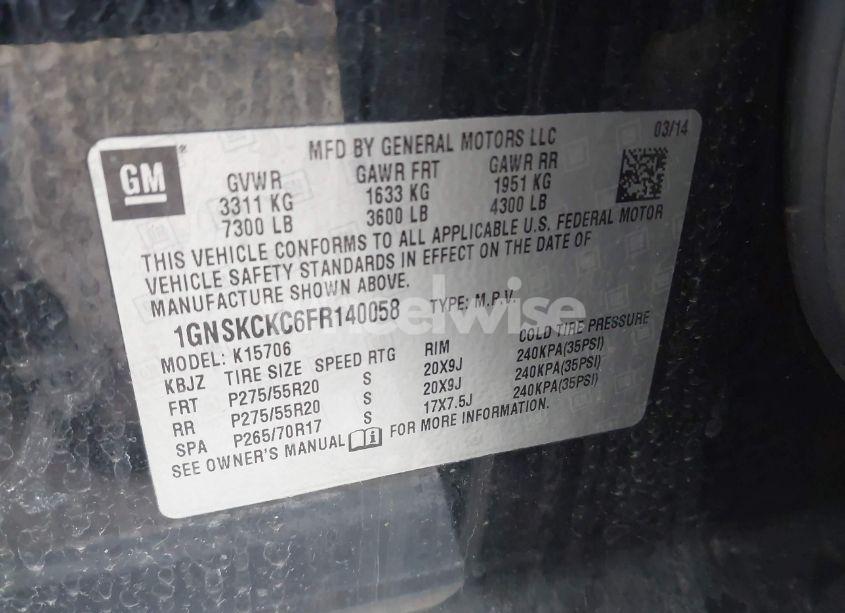 GM
MFD BY GENERAL MOTORS LLC 03/14
GVWR GAWR FRT GAWR RR
3311 KG 1633 KG 1951 KG
7300 LB 3600 LB 4300 LB
THIS VEHICLE CONFORMS TO ALL APPLICABLE U.S. FEDERAL MOTOR
VEHICLE SAFETY STANDARDS IN EFFECT ON THE DATE OF
MANUFACTURE SHOWN ABOVE.
1GNSKCKC6FR140058 TYPE: M.P.V.
MODEL: K15706
KBJZ TIRE SIZE SPEED RTG RIM COLD TIRE PRESSURE
FRT P275/55R20 S 20X9J 240KPA(35PSI)
RR P275/55R20 S 20X9J 240KPA(35PSI)
SPA P265/70R17 S 17X7.5J 240KPA(35PSI)
SEE OWNER'S MANUAL FOR MORE INFORMATION.